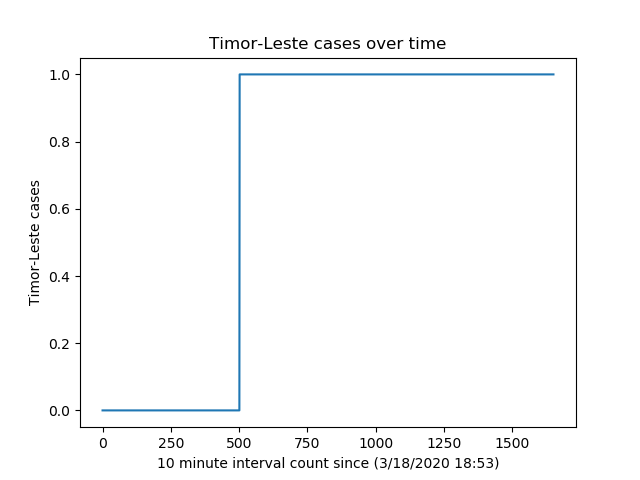 Timor-Leste cases over time
1.0
0.8
0.6
0.4
0.2
0.0
Timor-Leste cases
0 250 500 750 1000 1250 1500
10 minute interval count since (3/18/2020 18:53)